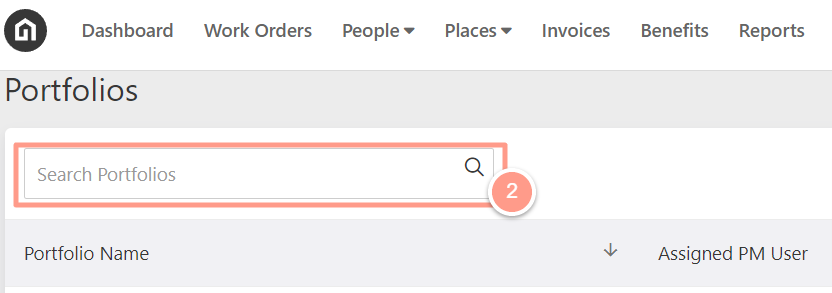 Dashboard Work Orders People Places Invoices Benefits Reports
Portfolios
Search Portfolios
2
Portfolio Name Assigned PM User